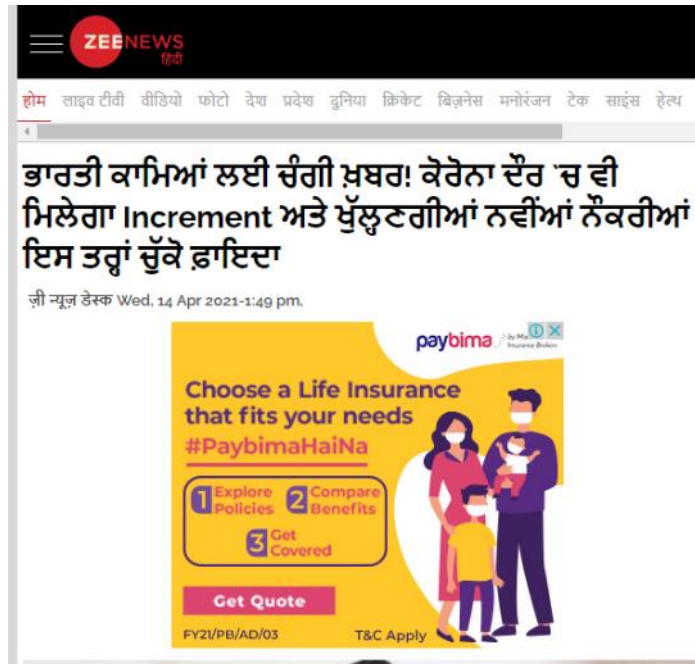 ZEENEWS
हिंदी
होम लाइव टीवी वीडियो फोटो देश प्रदेश दुनिया क्रिकेट बिज़नेस मनोरंजन टेक साइंस हेल्थ
ਭਾਰਤੀ ਕਾਮਿਆਂ ਲਈ ਚੰਗੀ ਖ਼ਬਰ! ਕੋਰੋਨਾ ਦੌਰ `ਚ ਵੀ
ਮਿਲੇਗਾ Increment ਅਤੇ ਖੁੱਲ੍ਹਣਗੀਆਂ ਨਵੀਂਆਂ ਨੌਕਰੀਆਂ
ਇਸ ਤਰ੍ਹਾਂ ਚੁੱਕੋ ਫ਼ਾਇਦਾ
ज़ी न्यूज़ डेस्क Wed, 14 Apr 2021-1:49 pm,
paybima
Insurance Brokers
Choose a Life Insurance
that fits your needs
#PaybimaHaiNa
1 Explore Policies 2 Compare Benefits
3 Get Covered
Get Quote
FY21/PB/AD/03 T&C Apply